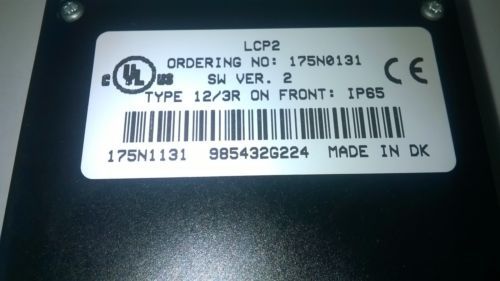 LCP2
ORDERING NO: 175N0131
SW VER. 2
TYPE 12/3R ON FRONT: IP65
c UL US
CE
175N1131 985432G224 MADE IN DK